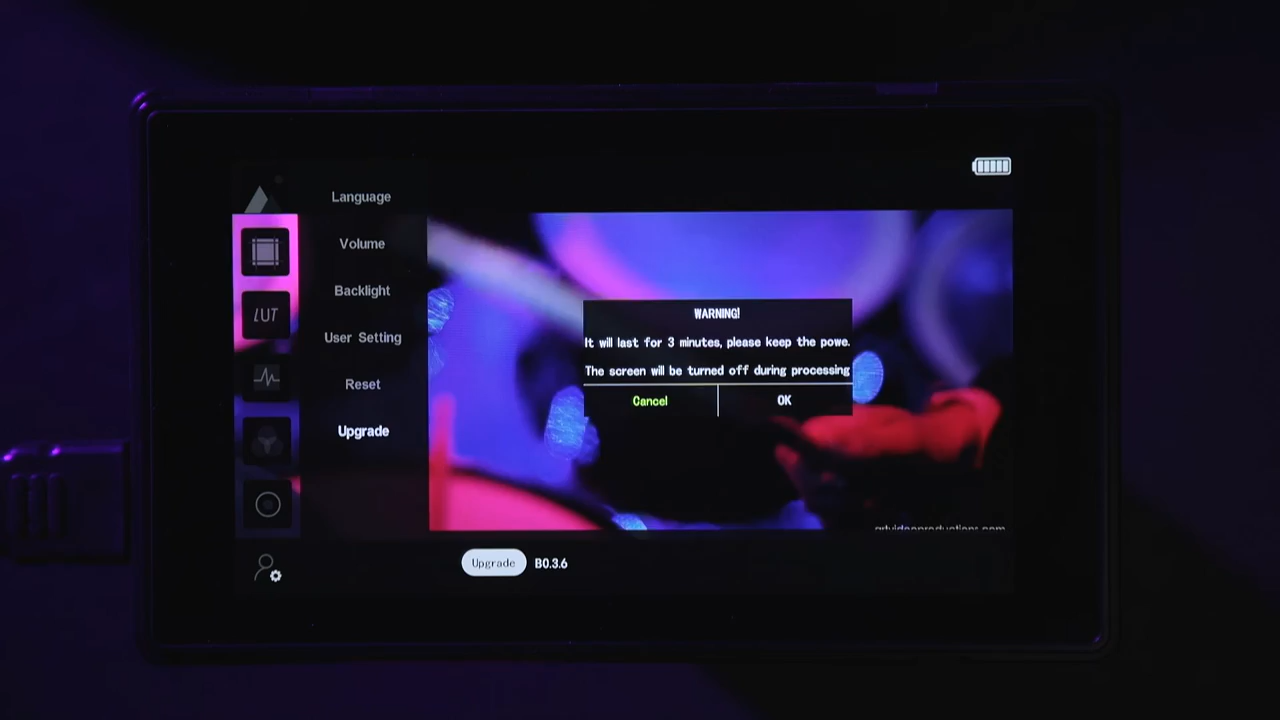 Language
LUT
Volume
Backlight
User Setting
Reset
Upgrade
WARNING!
It will last for 3 minutes, please keep the powe.
The screen will be turned off during processing
Cancel
OK
Upgrade
B0.3.6